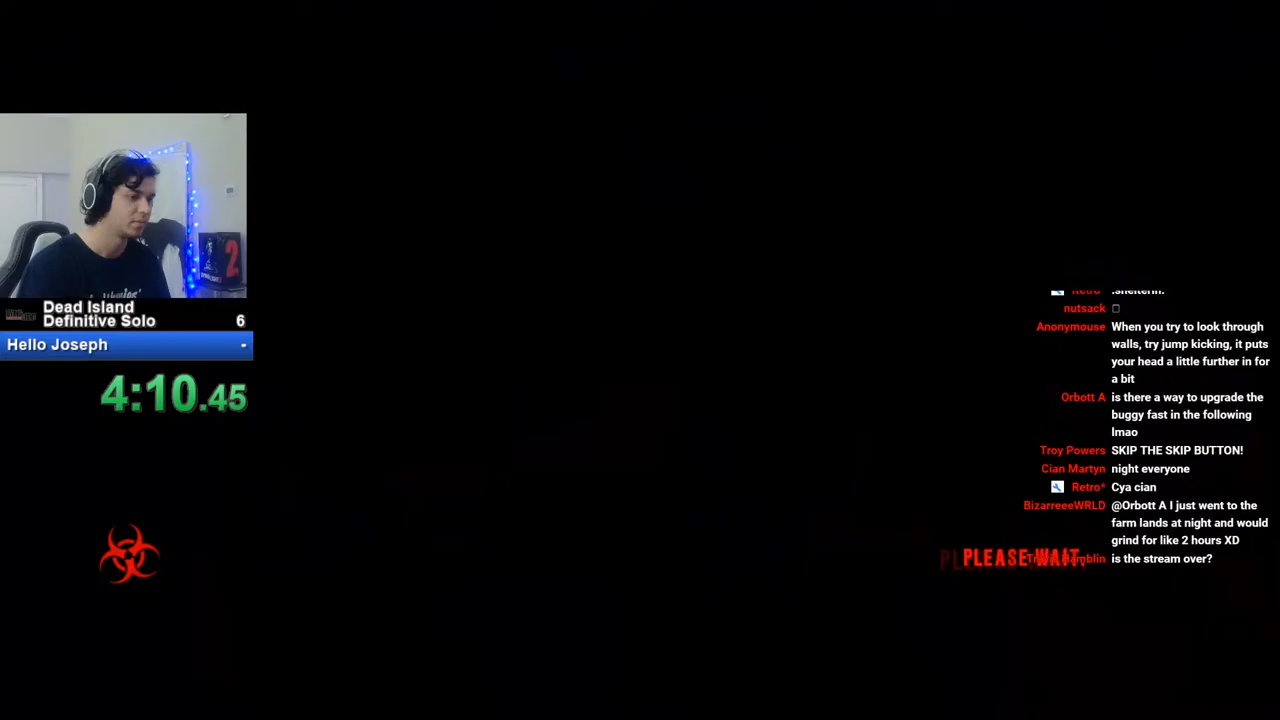 Dead Island
Definitive Solo 6
Hello Joseph -
4:10.45
2
Retro* :shelterin:
nutsack
Anonymouse When you try to look through
walls, try jump kicking, it puts
your head a little further in for
a bit
Orbott A is there a way to upgrade the
buggy fast in the following
lmao
Troy Powers SKIP THE SKIP BUTTON!
Cian Martyn night everyone
Retro* Cya cian
BizarreeeWRLD @Orbott A I just went to the
farm lands at night and would
grind for like 2 hours XD
PLEASE WAIT.
Hamblin is the stream over?